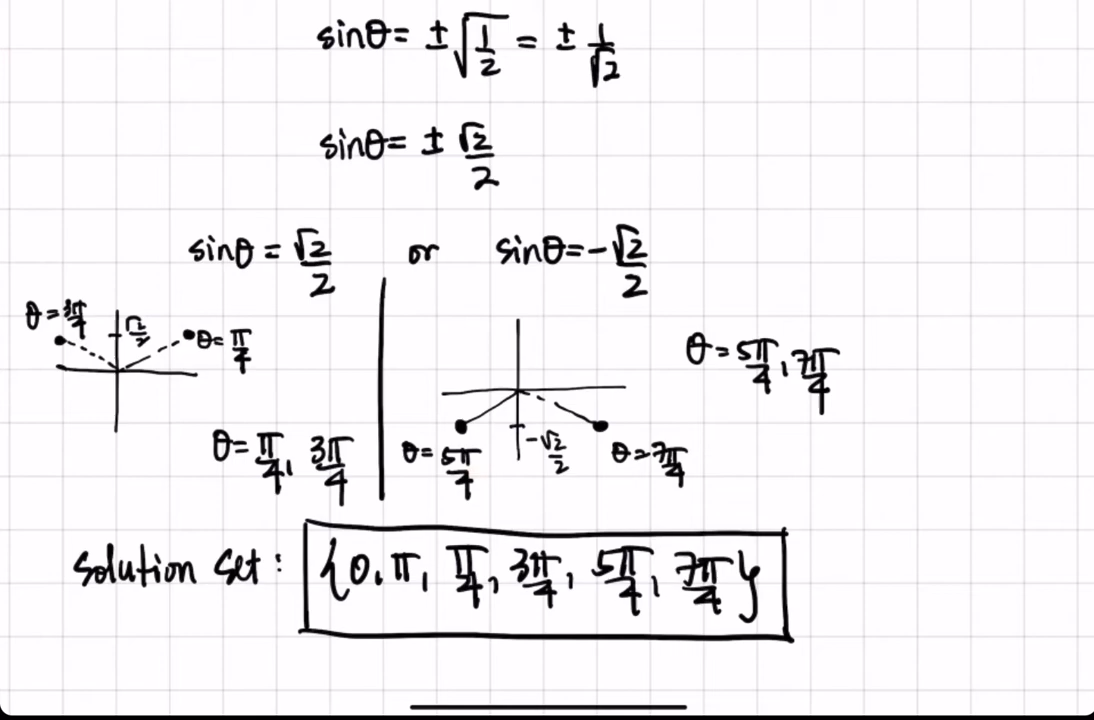 sinθ = ±√(1/2) = ± 1/√2
sinθ = ± √2/2
sinθ = √2/2 or sinθ = -√2/2
θ = 3π/4 √2/2 θ = π/4
θ = 5π/4, 7π/4
θ = π/4, 3π/4
θ = 5π/4 -√2/2 θ = 7π/4
Solution Set: {0, π, π/4, 3π/4, 5π/4, 7π/4}